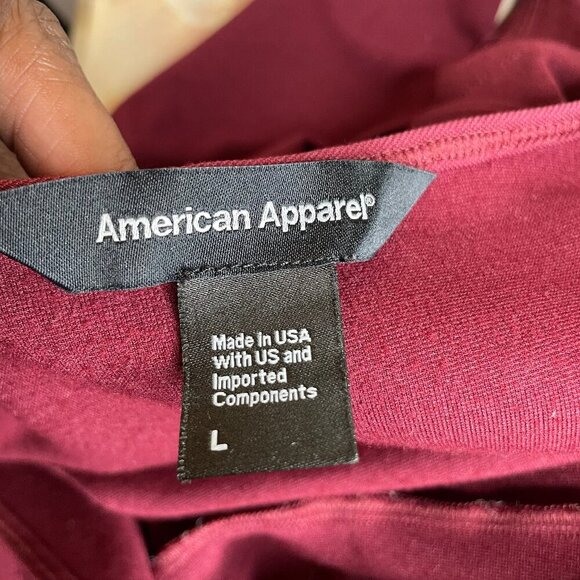 American Apparel®
Made in USA
with US and
Imported
Components
L